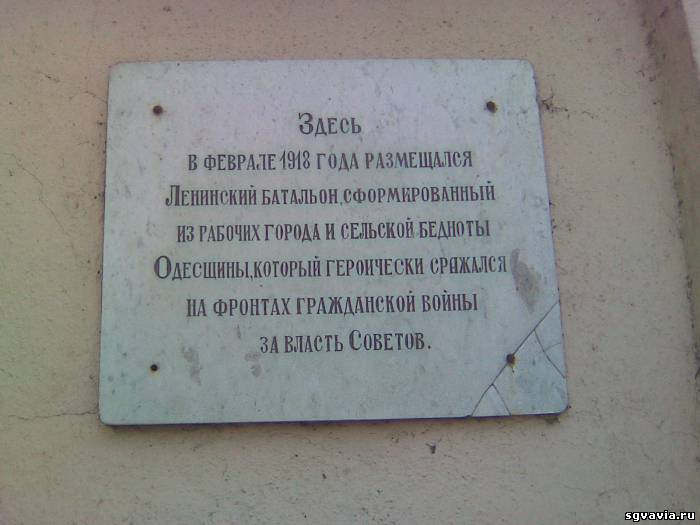 Здесь
в феврале 1918 года размещался
Ленинский батальон, сформированный
из рабочих города и сельской бедноты
Одесщины, который героически сряжался
на фронтах гражданской войны
за власть Советов.
sgvavia.ru